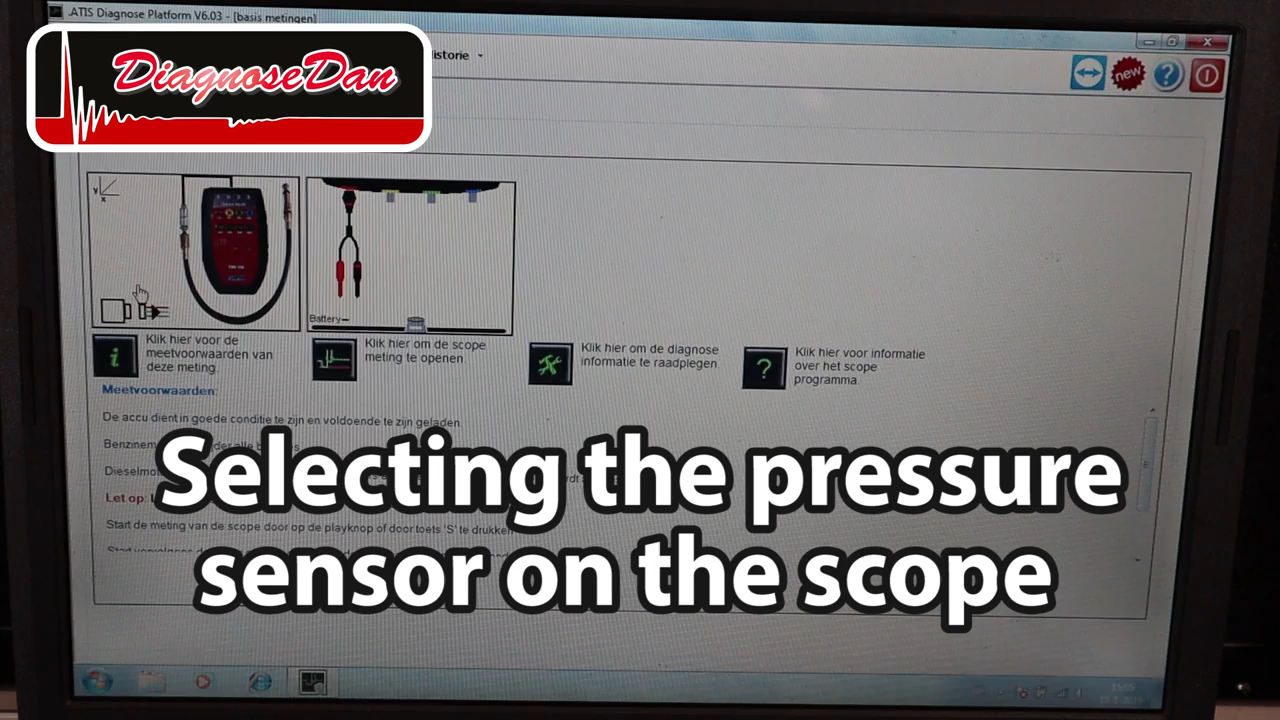 .ATIS Diagnose Platform V6.03 - [basis metingen]
DiagnoseDan
istorie
new
Y
X
Battery
Klik hier voor de
meetvoorwaarden van
deze meting.
Klik hier om de scope
meting te openen.
Klik hier om de diagnose
informatie te raadplegen.
Klik hier voor informatie
over het scope
programma.
Meetvoorwaarden:
De accu dient in goede conditie te zijn en voldoende te zijn geladen.
Let op:
Start de meting van de scope door op de playknop of door toets 'S' te drukken
Selecting the pressure
sensor on the scope
15:05